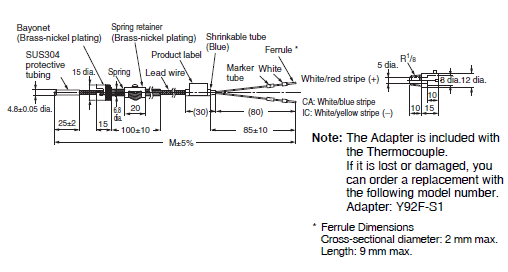 Bayonet
(Brass-nickel plating)
Spring retainer
(Brass-nickel plating)
Shrinkable tube
(Blue)
Ferrule *
SUS304
protective
tubing
15 dia.
Spring
Product label
Lead wire
Marker
tube
White
White/red stripe (+)
CA: White/blue stripe
IC: White/yellow stripe (−)
4.8±0.05 dia.
6.8
dia.
20
(30)
(80)
25±2
15
100±10
85±10
M±5%
5 dia.
R1/8
8 dia.
12 dia.
10
10
15
Note: The Adapter is included with
the Thermocouple.
If it is lost or damaged, you
can order a replacement with
the following model number.
Adapter: Y92F-S1
* Ferrule Dimensions
Cross-sectional diameter: 2 mm max.
Length: 9 mm max.